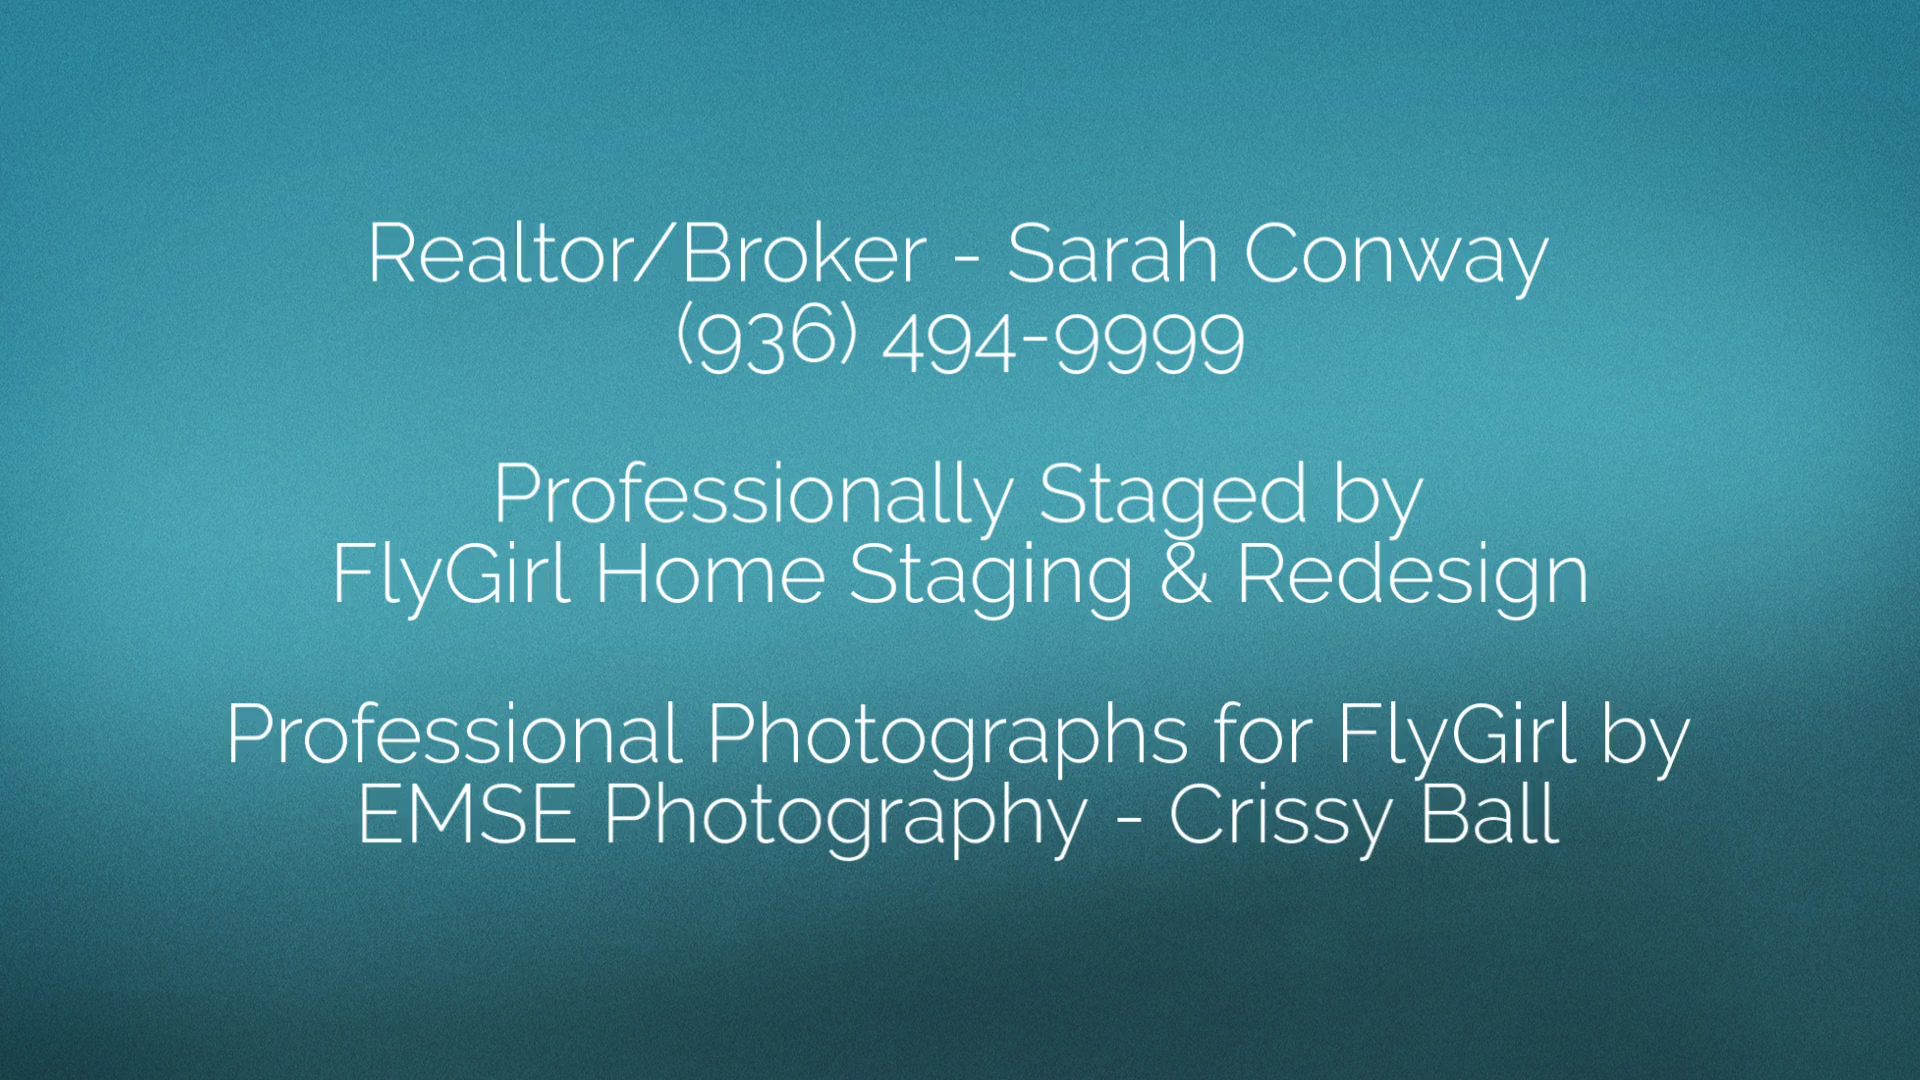 Realtor/Broker - Sarah Conway
(936) 494-9999
Professionally Staged by
FlyGirl Home Staging & Redesign
Professional Photographs for FlyGirl by
EMSE Photography - Crissy Ball